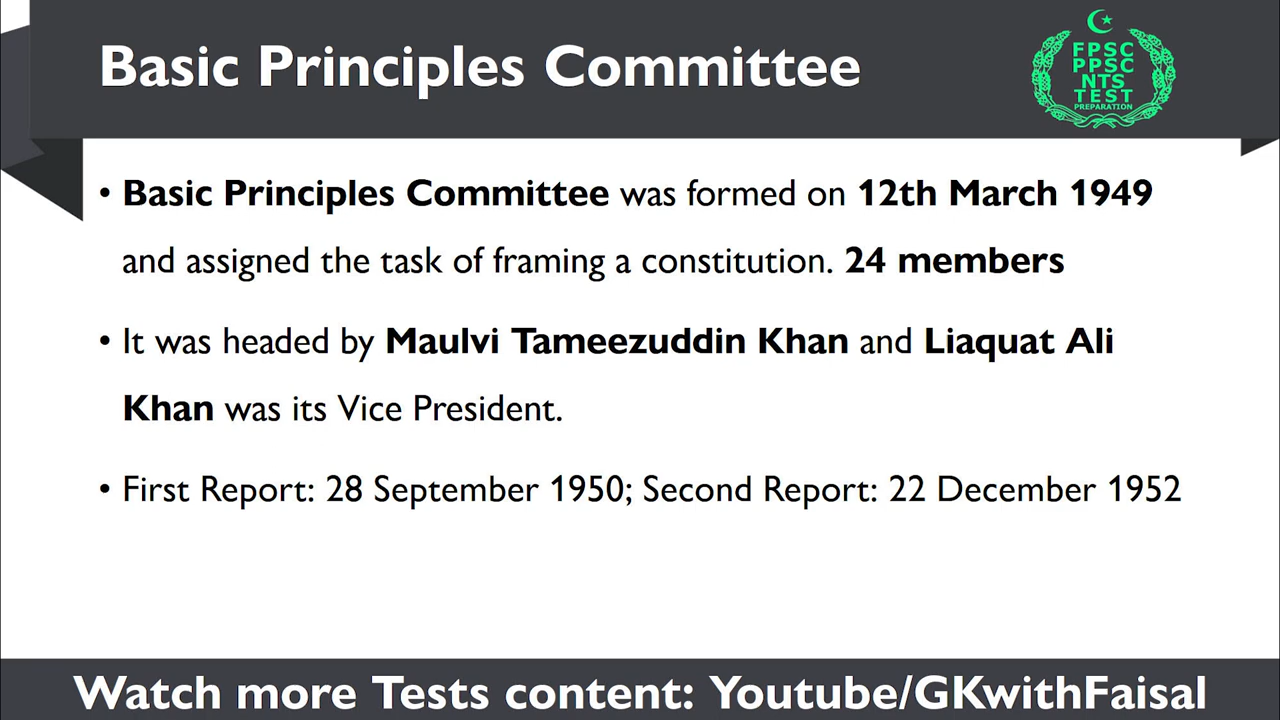 Basic Principles Committee
FPSC
PPSC
NTS
TEST
PREPARATION
• Basic Principles Committee was formed on 12th March 1949
and assigned the task of framing a constitution. 24 members
• It was headed by Maulvi Tameezuddin Khan and Liaquat Ali
Khan was its Vice President.
• First Report: 28 September 1950; Second Report: 22 December 1952
Watch more Tests content: Youtube/GKwithFaisal